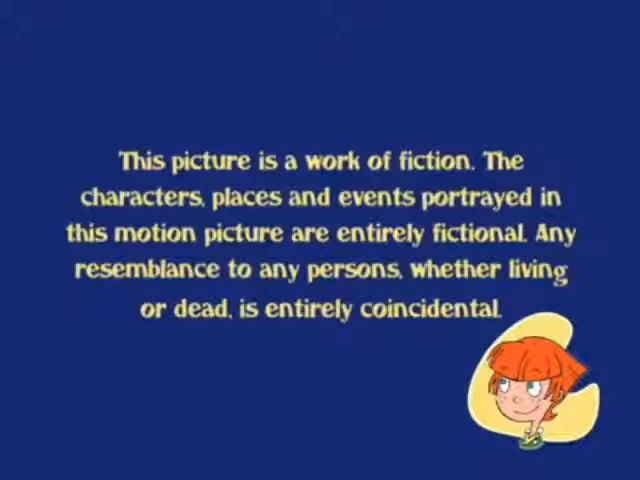 This picture is a work of fiction. The
characters, places and events portrayed in
this motion picture are entirely fictional. Any
resemblance to any persons, whether living
or dead, is entirely coincidental.